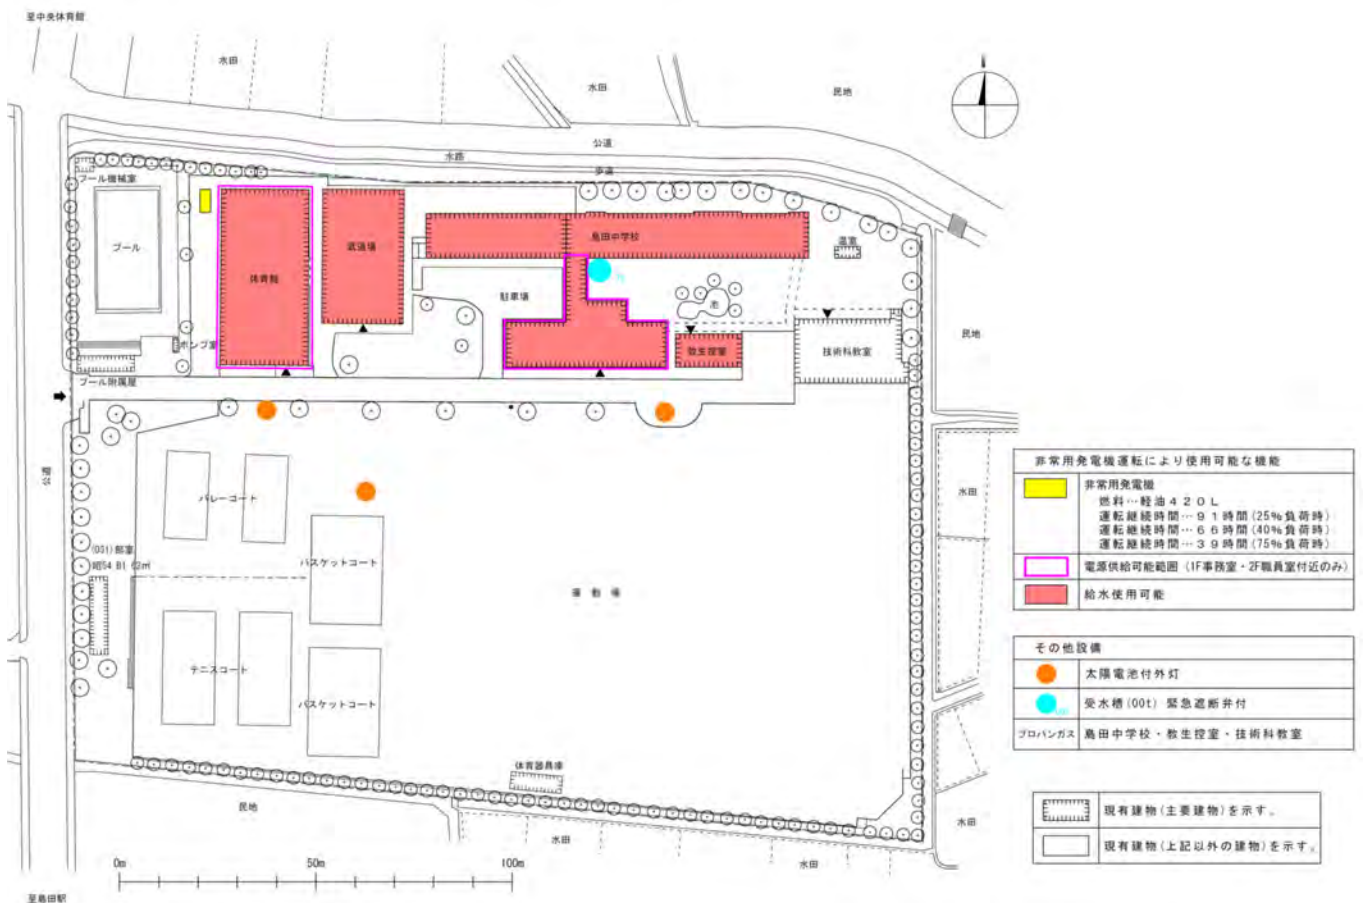 至中央体育館
水田
水田
民地
公道
水路
歩道
プール機械室
プール
体育館
武道場
島田中学校
温室
駐車場
池
ポンプ室
教生控室
技術科教室
民地
プール附属屋
公道
バレーコート
バスケットコート
(001)部室
昭54 B1 63㎡
運動場
テニスコート
バスケットコート
体育器具庫
水田
水田
民地
水田
水田
0m
50m
100m
至島田駅
非常用発電機運転により使用可能な機能
非常用発電機
燃料…軽油420L
運転継続時間…91時間(25%負荷時)
運転継続時間…66時間(40%負荷時)
運転継続時間…39時間(75%負荷時)
電源供給可能範囲(1F事務室・2F職員室付近のみ)
給水使用可能
その他設備
太陽電池付外灯
受水槽(00t) 緊急遮断弁付
プロパンガス 島田中学校・教生控室・技術科教室
現有建物(主要建物)を示す。
現有建物(上記以外の建物)を示す。